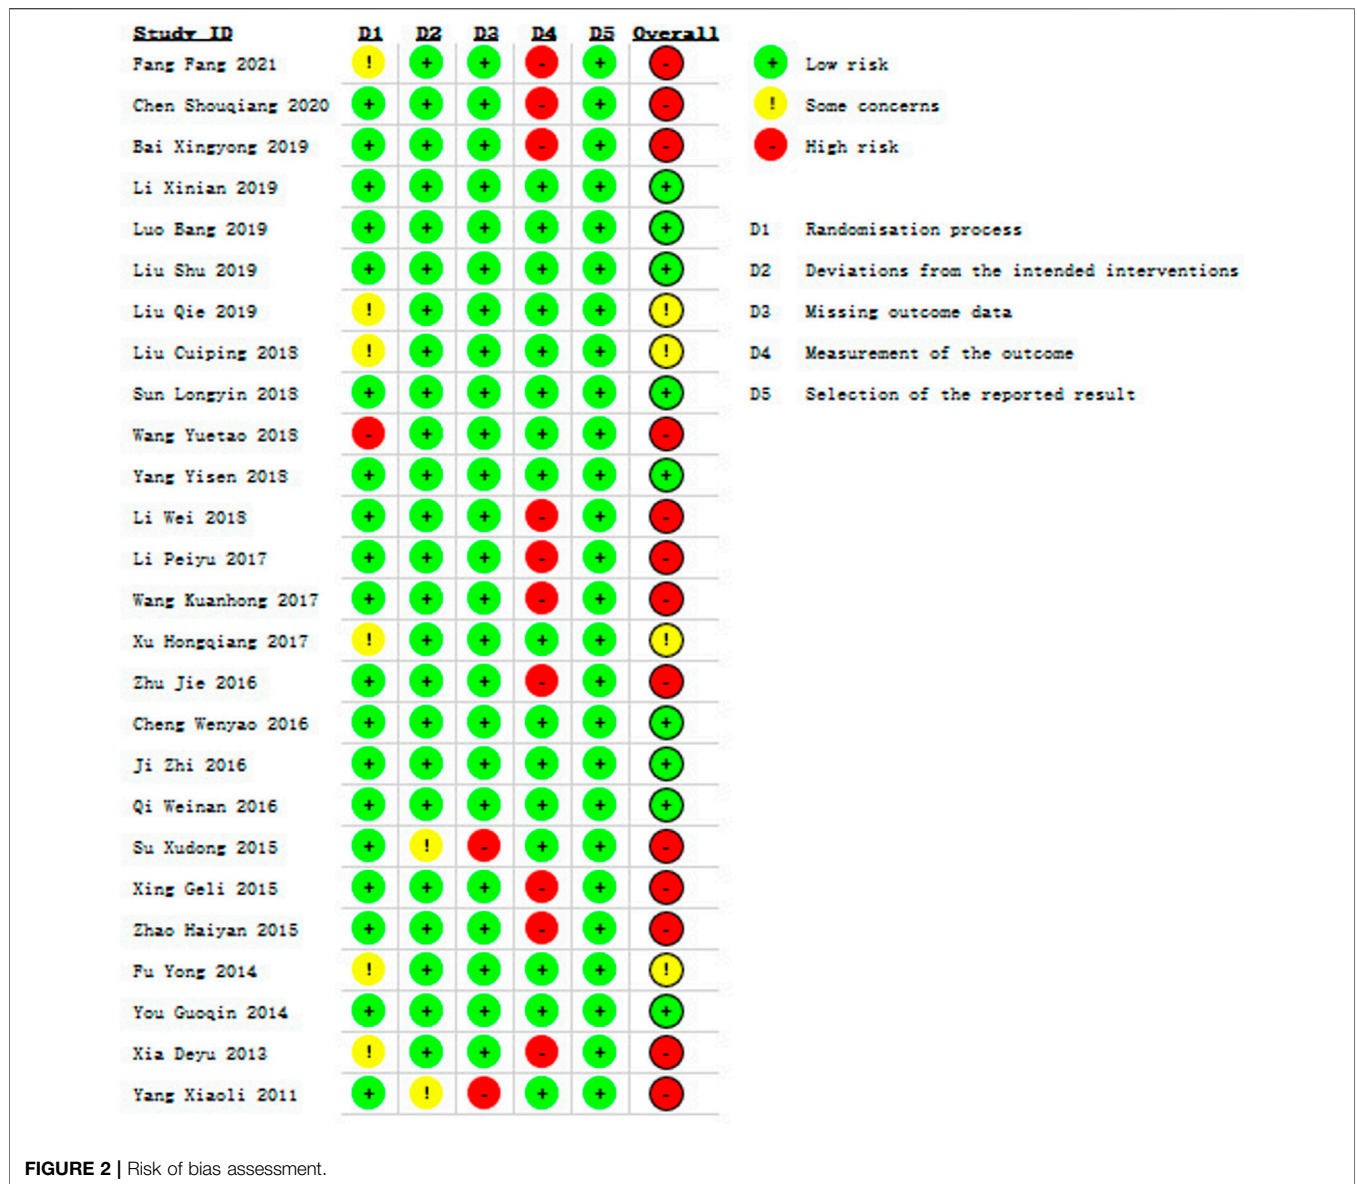 Study ID D1 D2 D3 D4 D5 Overall
Fang Fang 2021 ! + + - + -
Chen Shouqiang 2020 + + + - + -
Bai Xingyong 2019 + + + - + -
Li Xinian 2019 + + + + + +
Luo Bang 2019 + + + + + +
Liu Shu 2019 + + + + + +
Liu Qie 2019 ! + + + + !
Liu Cuiping 2018 ! + + + + !
Sun Longyin 2018 + + + + + +
Wang Yuetao 2018 - + + + + -
Yang Yisen 2018 + + + + + +
Li Wei 2018 + + + - + -
Li Peiyu 2017 + + + - + -
Wang Kuanhong 2017 + + + - + -
Xu Hongqiang 2017 ! + + + + !
Zhu Jie 2016 + + + - + -
Cheng Wenyao 2016 + + + + + +
Ji Zhi 2016 + + + + + +
Qi Weinan 2016 + + + + + +
Su Xudong 2015 + ! - + + -
Xing Geli 2015 + + + - + -
Zhao Haiyan 2015 + + + - + -
Fu Yong 2014 ! + + + + !
You Guoqin 2014 + + + + + +
Xia Deyu 2013 ! + + - + -
Yang Xiaoli 2011 + ! - + + -
+ Low risk
! Some concerns
- High risk
D1 Randomisation process
D2 Deviations from the intended interventions
D3 Missing outcome data
D4 Measurement of the outcome
D5 Selection of the reported result
FIGURE 2 | Risk of bias assessment.